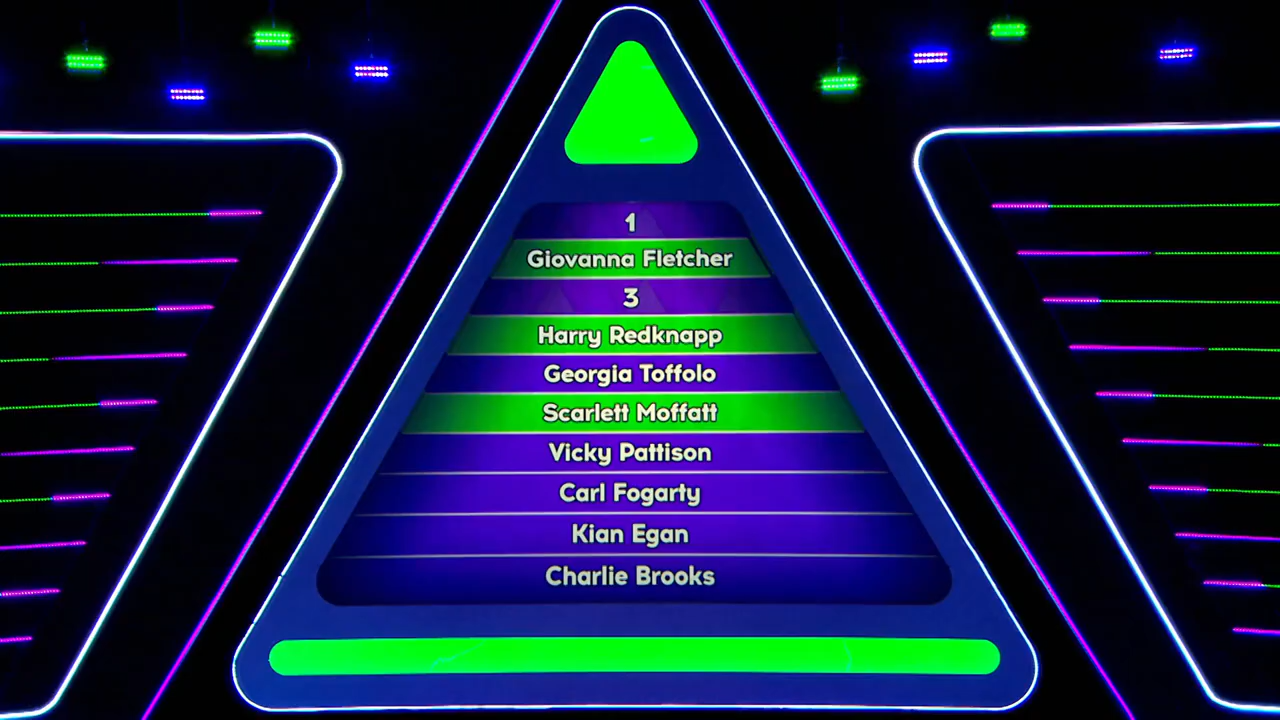 1
Giovanna Fletcher
3
Harry Redknapp
Georgia Toffolo
Scarlett Moffatt
Vicky Pattison
Carl Fogarty
Kian Egan
Charlie Brooks